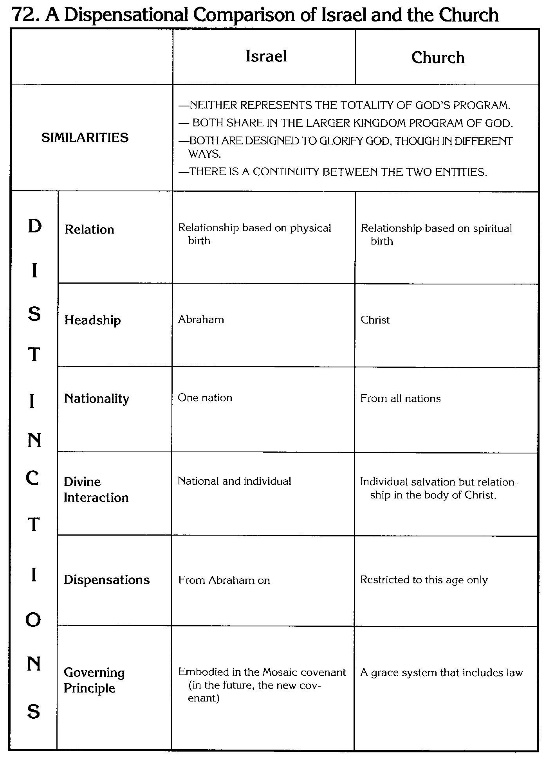 72. A Dispensational Comparison of Israel and the Church
Israel
Church
SIMILARITIES
—NEITHER REPRESENTS THE TOTALITY OF GOD'S PROGRAM.
— BOTH SHARE IN THE LARGER KINGDOM PROGRAM OF GOD.
—BOTH ARE DESIGNED TO GLORIFY GOD, THOUGH IN DIFFERENT
WAYS.
—THERE IS A CONTINUITY BETWEEN THE TWO ENTITIES.
DISTINCTIONS
Relation
Relationship based on physical
birth
Relationship based on spiritual
birth
Headship
Abraham
Christ
Nationality
One nation
From all nations
Divine
Interaction
National and individual
Individual salvation but relation
ship in the body of Christ.
Dispensations
From Abraham on
Restricted to this age only
Governing
Principle
Embodied in the Mosaic covenant
(in the future, the new cov-
enant)
A grace system that includes law